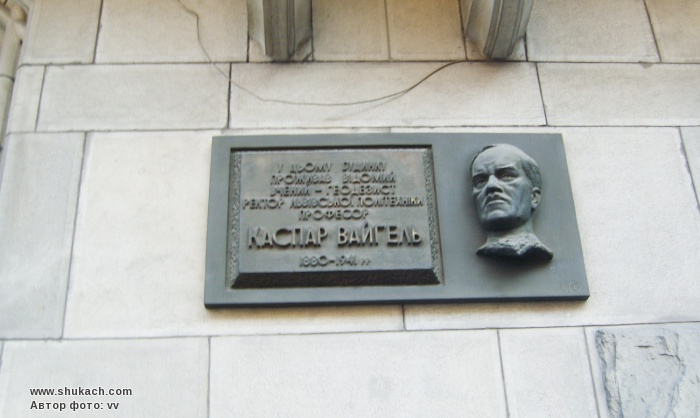 У ЦЬОМУ БУДИНКУ
ПРОЖИВАВ ВІДОМИЙ
ВЧЕНИЙ – ГЕОДЕЗИСТ
РЕКТОР ЛЬВІВСЬКОЇ ПОЛІТЕХНІКИ
ПРОФЕСОР
КАСПАР ВАЙГЕЛЬ
1880–1941 рр
www.shukach.com
Автор фото: vv